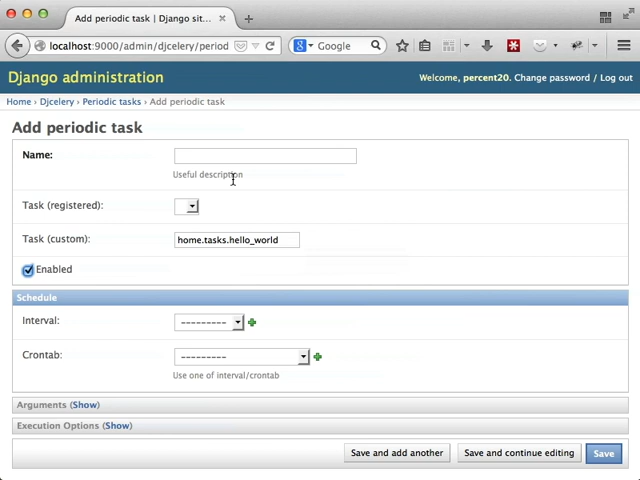 Add periodic task | Django sit...
localhost:9000/admin/djcelery/period
Google
Django administration
Welcome, percent20. Change password / Log out
Home › Djcelery › Periodic tasks › Add periodic task
Add periodic task
Name:
Useful description
Task (registered):
Task (custom): home.tasks.hello_world
Enabled
Schedule
Interval: ---------
Crontab: ---------
Use one of interval/crontab
Arguments (Show)
Execution Options (Show)
Save and add another Save and continue editing Save